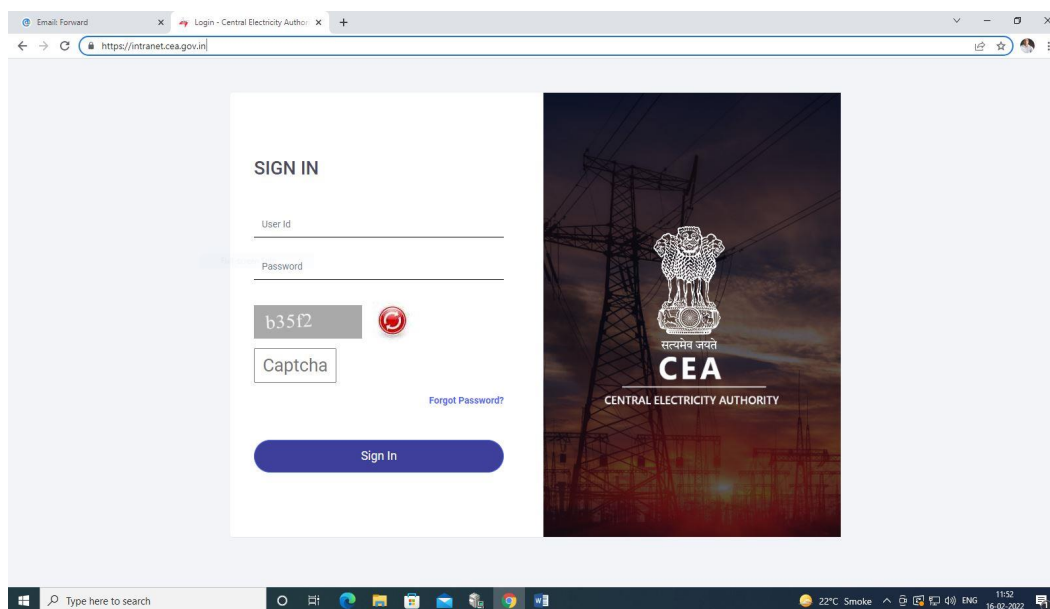 Email: Forward
Login - Central Electricity Author
https://intranet.cea.gov.in
SIGN IN
User Id
Password
b35f2
Captcha
Forgot Password?
Sign In
सत्यमेव जयते
CEA
CENTRAL ELECTRICITY AUTHORITY
Type here to search
22°C Smoke
ENG
11:52
16-02-2022